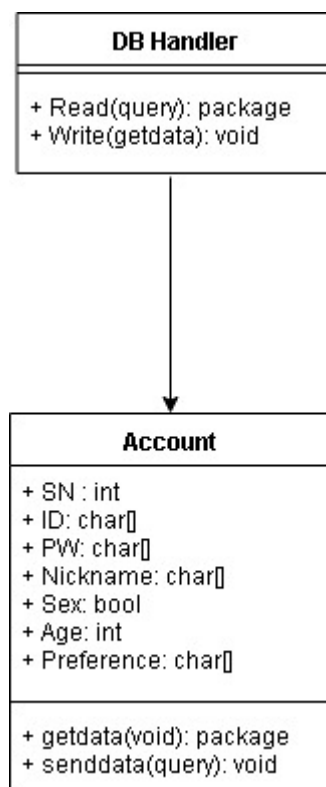 DB Handler
+ Read(query): package
+ Write(getdata): void
Account
+ SN : int
+ ID: char[]
+ PW: char[]
+ Nickname: char[]
+ Sex: bool
+ Age: int
+ Preference: char[]
+ getdata(void): package
+ senddata(query): void